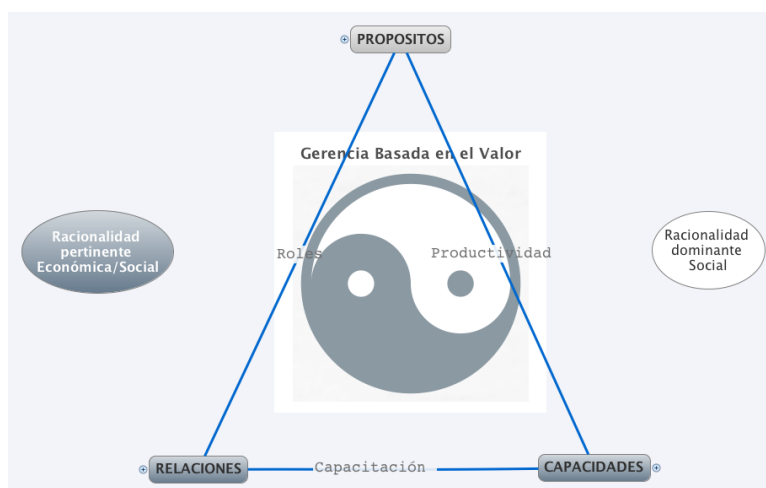 PROPOSITOS
Gerencia Basada en el Valor
Racionalidad
pertinente
Económica/Social
Roles
Productividad
Racionalidad
dominante
Social
RELACIONES
Capacitación
CAPACIDADES